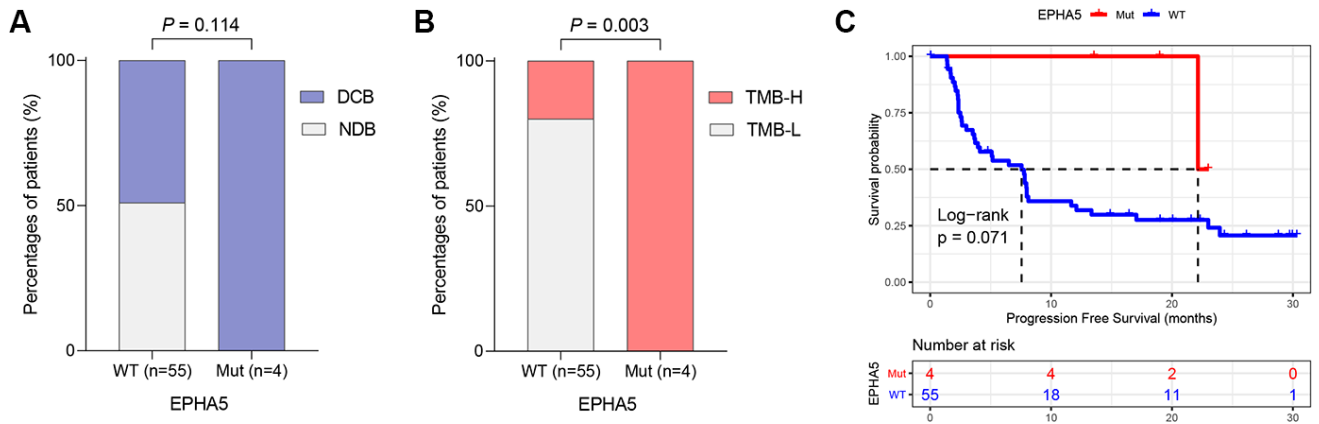 A
P = 0.114
Percentages of patients (%)
100
50
0
WT (n=55)
Mut (n=4)
EPHA5
DCB
NDB
B
P = 0.003
Percentages of patients (%)
100
50
0
WT (n=55)
Mut (n=4)
EPHA5
TMB-H
TMB-L
C
EPHA5 Mut WT
Survival probability
1.00
0.75
0.50
0.25
0.00
Log−rank
p = 0.071
0 10 20 30
Progression Free Survival (months)
Number at risk
EPHA5
Mut 4 4 2 0
WT 55 18 11 1
0 10 20 30